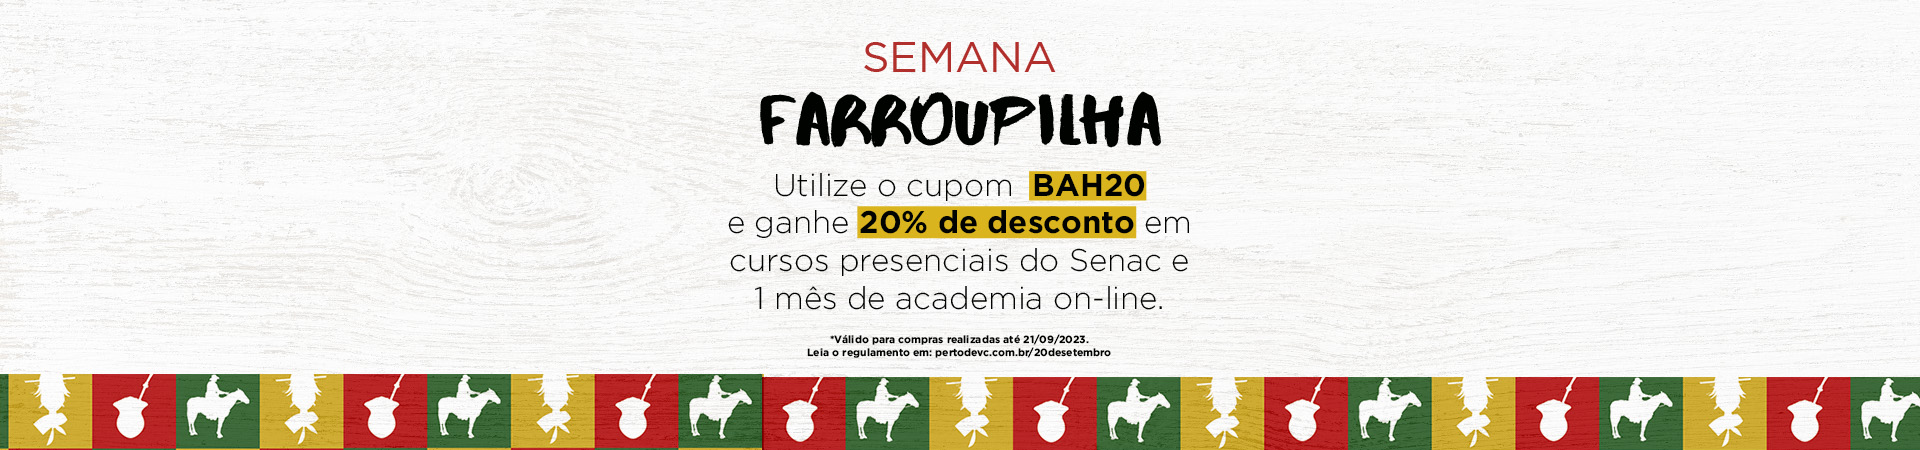 SEMANA
FARROUPILHA
Utilize o cupom BAH20
e ganhe 20% de desconto em
cursos presenciais do Senac e
1 mês de academia on-line.
*Válido para compras realizadas até 21/09/2023.
Leia o regulamento em: pertodevc.com.br/20desetembro